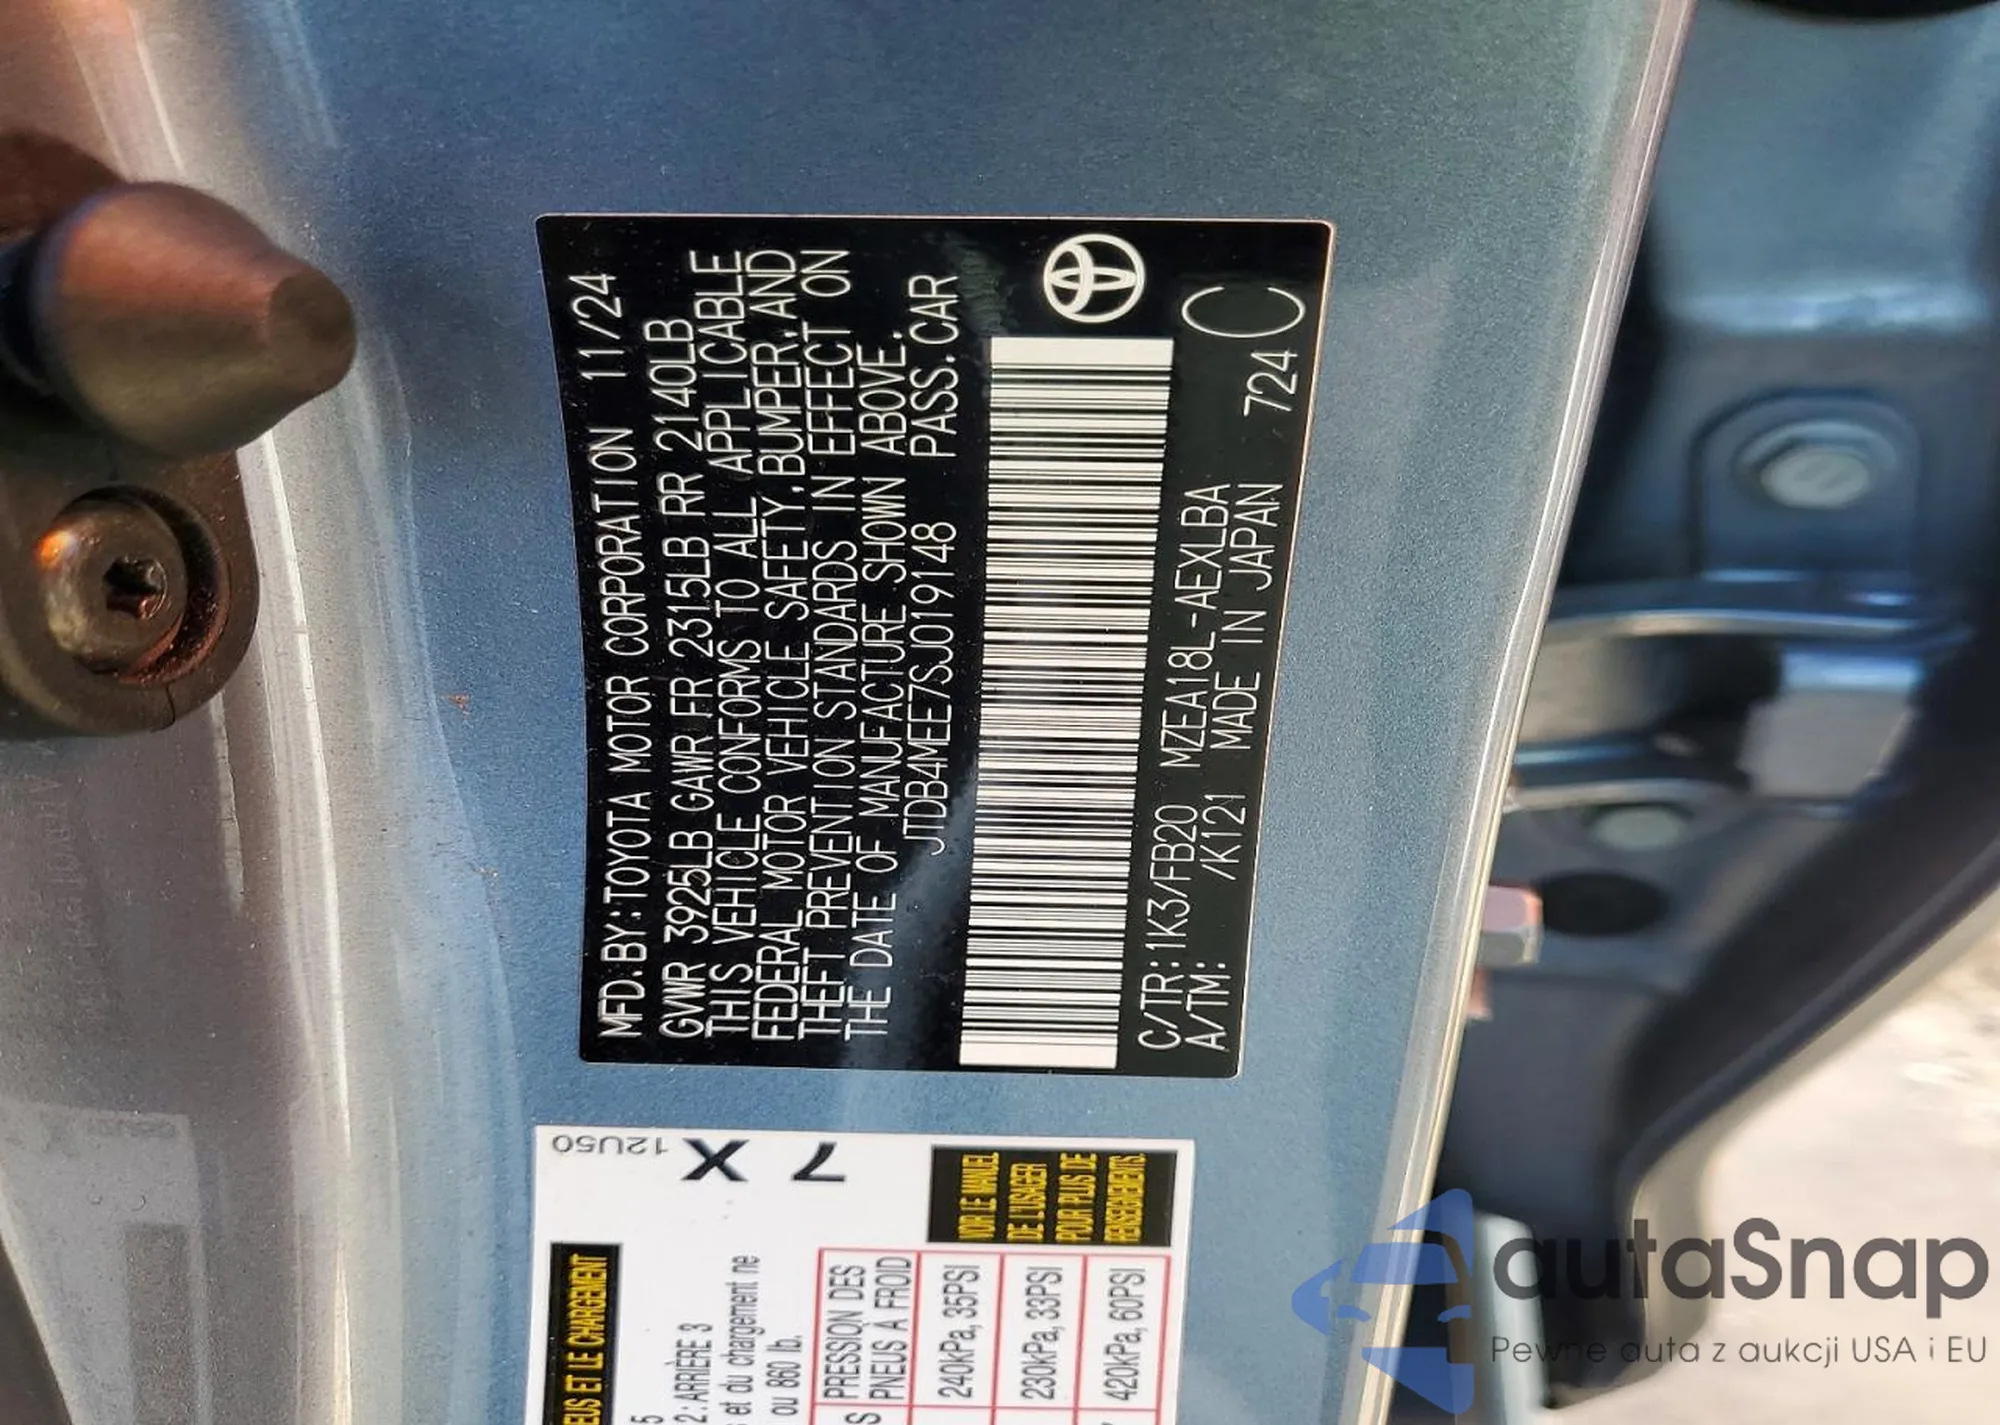 MFD.BY:TOYOTA MOTOR CORPORATION 11/24
GVWR 3925LB GAWR FR 2315LB RR 2140LB
THIS VEHICLE CONFORMS TO ALL APPLICABLE
FEDERAL MOTOR VEHICLE SAFETY,BUMPER,AND
THEFT PREVENTION STANDARDS IN EFFECT ON
THE DATE OF MANUFACTURE SHOWN ABOVE.
JTDB4MEE7SJ019148 PASS.CAR
C/TR:1K3/FB20 MZEA18L-AEXLBA
A/TM: /K121 MADE IN JAPAN 724 C
12U50
X
7
EUS ET LE CHARGEMENT
5
2:ARRIÈRE 3
et du chargement ne
ou 860 lb.
S PRESSION DES
PNEUS À FROID
240kPa, 35PSI
230kPa, 33PSI
420kPa, 60PSI
VOIR LE MANUEL
DE L'USAGER
POUR PLUS DE
RENSEIGNEMENTS.
autaSnap
Pewne auta z aukcji USA i EU